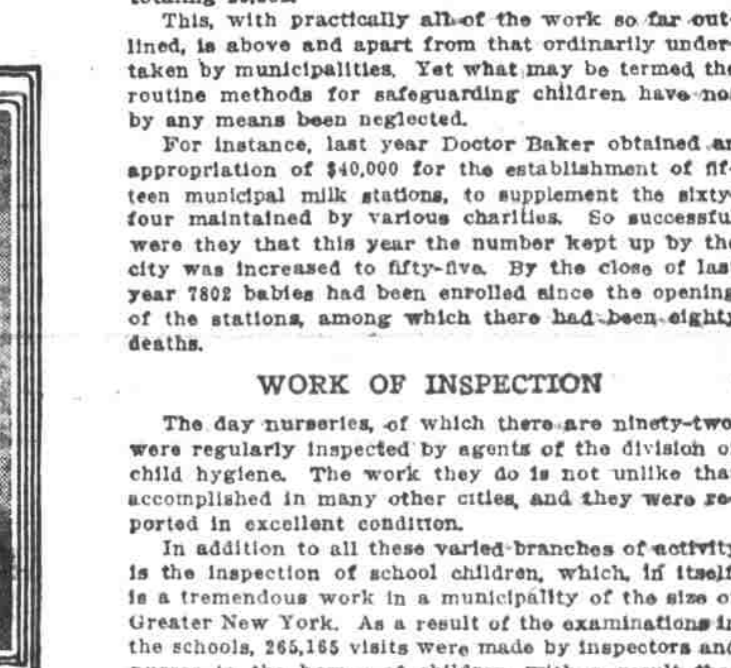 This, with practically all of the work so far out-
lined, is above and apart from that ordinarily under-
taken by municipalities. Yet what may be termed the
routine methods for safeguarding children have not
by any means been neglected.
For instance, last year Doctor Baker obtained an
appropriation of $40,000 for the establishment of fif-
teen municipal milk stations, to supplement the sixty-
four maintained by various charities. So successfu
were they that this year the number kept up by the
city was increased to fifty-five. By the close of las
year 7802 babies had been enrolled since the opening
of the stations, among which there had been eighty
deaths.
WORK OF INSPECTION
The day nurseries, of which there are ninety-two
were regularly inspected by agents of the division o
child hygiene. The work they do is not unlike tha
accomplished in many other cities, and they were re-
ported in excellent condition.
In addition to all these varied branches of activity
is the inspection of school children, which, in itself
is a tremendous work in a municipality of the size o
Greater New York. As a result of the examinations in
the schools, 265,165 visits were made by inspectors and